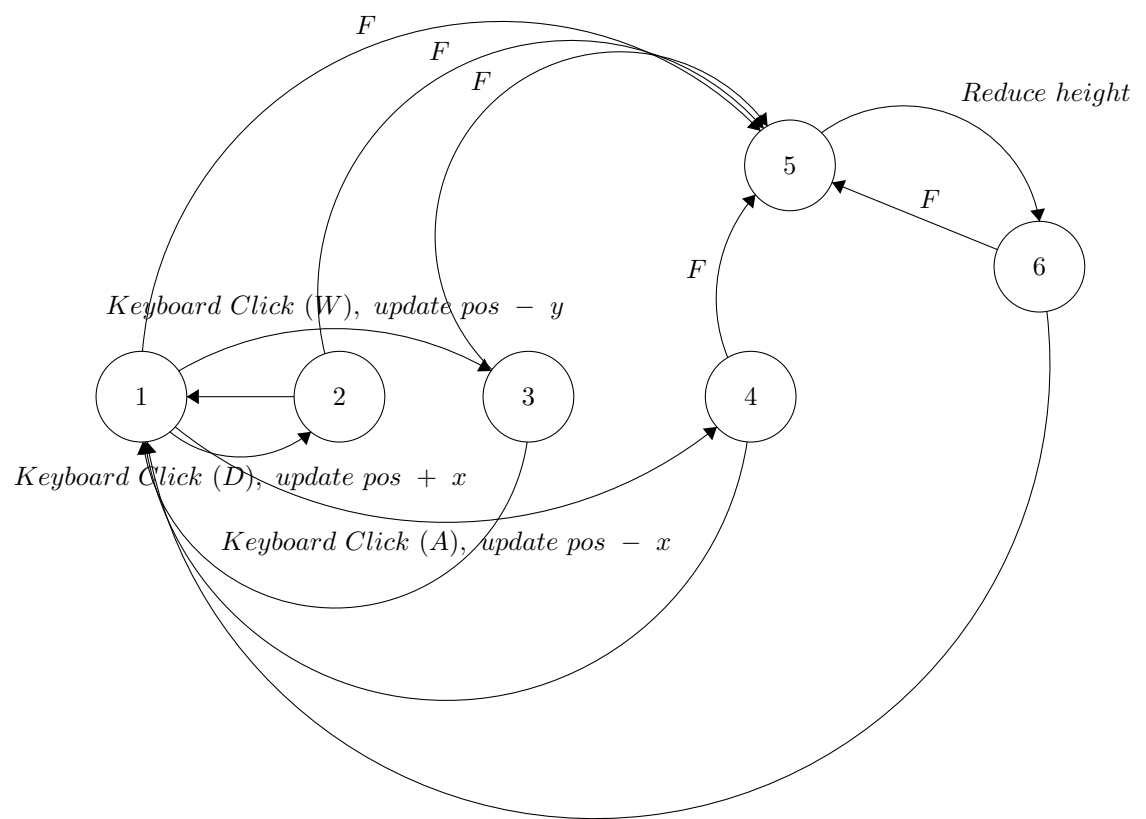 F
F
F
Reduce height
5
F
F
6
Keyboard Click (W), update pos − y
1
2
3
4
Keyboard Click (D), update pos + x
Keyboard Click (A), update pos − x